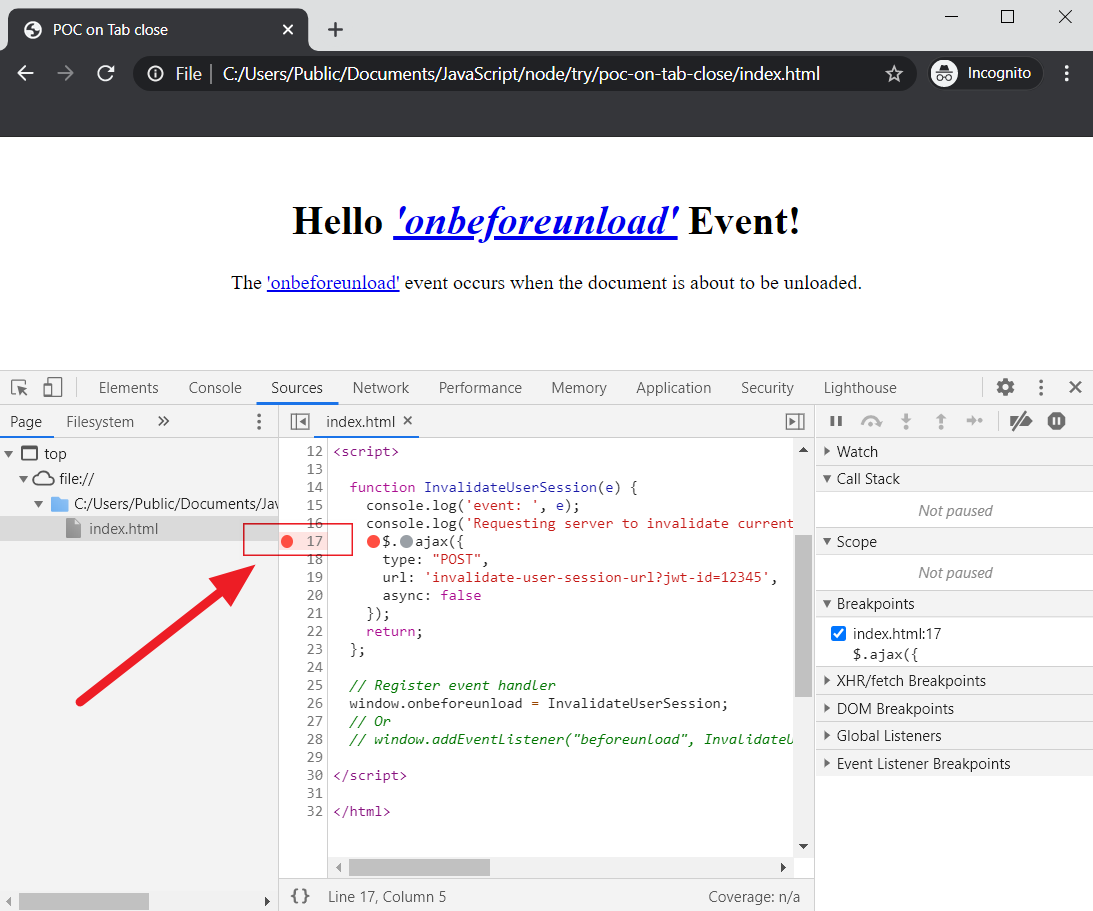 POC on Tab close
File
C:/Users/Public/Documents/JavaScript/node/try/poc-on-tab-close/index.html
Incognito
Hello 'onbeforeunload' Event!
The 'onbeforeunload' event occurs when the document is about to be unloaded.
Elements Console Sources Network Performance Memory Application Security Lighthouse
Page Filesystem
top
file://
C:/Users/Public/Documents/Jav
index.html
index.html
12 <script>
13
14 function InvalidateUserSession(e) {
15 console.log('event: ', e);
16 console.log('Requesting server to invalidate current
17 $.ajax({
18 type: "POST",
19 url: 'invalidate-user-session-url?jwt-id=12345',
20 async: false
21 });
22 return;
23 };
24
25 // Register event handler
26 window.onbeforeunload = InvalidateUserSession;
27 // Or
28 // window.addEventListener("beforeunload", InvalidateU
29
30 </script>
31
32 </html>
{} Line 17, Column 5
Coverage: n/a
Watch
Call Stack
Not paused
Scope
Not paused
Breakpoints
index.html:17
$.ajax({
XHR/fetch Breakpoints
DOM Breakpoints
Global Listeners
Event Listener Breakpoints